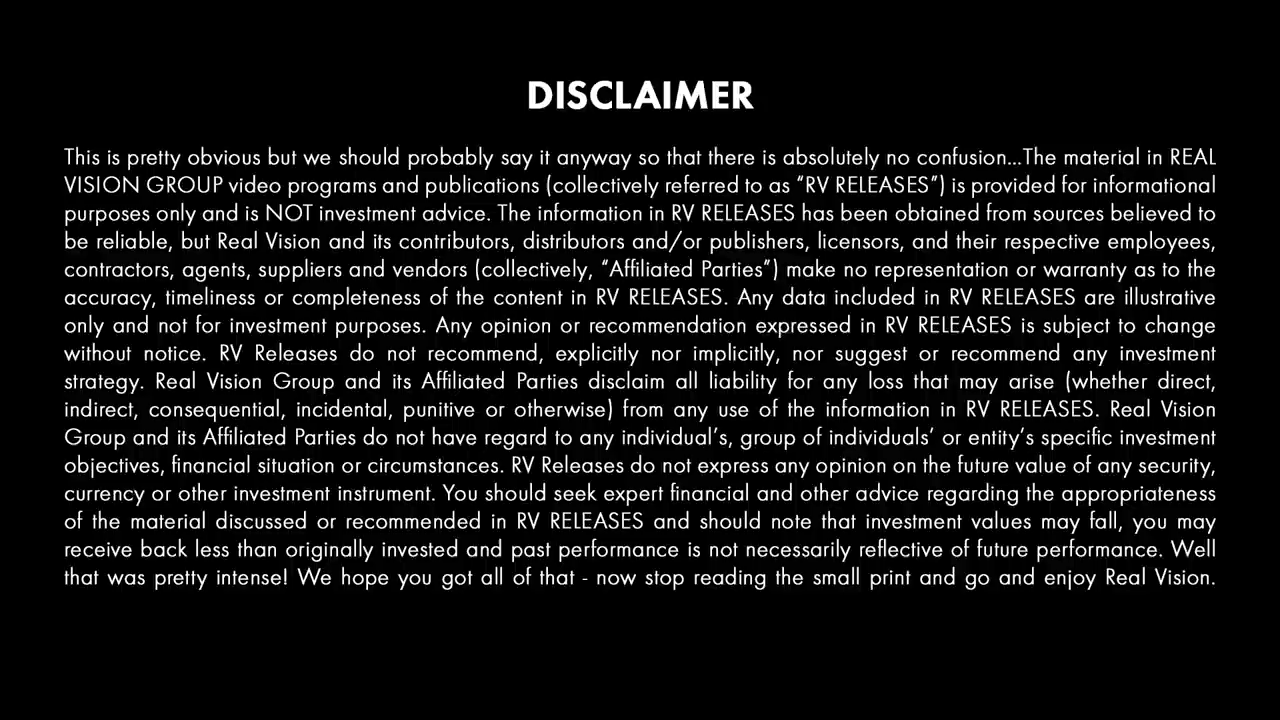 DISCLAIMER
This is pretty obvious but we should probably say it anyway so that there is absolutely no confusion...The material in REAL
VISION GROUP video programs and publications (collectively referred to as “RV RELEASES”) is provided for informational
purposes only and is NOT investment advice. The information in RV RELEASES has been obtained from sources believed to
be reliable, but Real Vision and its contributors, distributors and/or publishers, licensors, and their respective employees,
contractors, agents, suppliers and vendors (collectively, “Affiliated Parties”) make no representation or warranty as to the
accuracy, timeliness or completeness of the content in RV RELEASES. Any data included in RV RELEASES are illustrative
only and not for investment purposes. Any opinion or recommendation expressed in RV RELEASES is subject to change
without notice. RV Releases do not recommend, explicitly nor implicitly, nor suggest or recommend any investment
strategy. Real Vision Group and its Affiliated Parties disclaim all liability for any loss that may arise (whether direct,
indirect, consequential, incidental, punitive or otherwise) from any use of the information in RV RELEASES. Real Vision
Group and its Affiliated Parties do not have regard to any individual’s, group of individuals’ or entity’s specific investment
objectives, financial situation or circumstances. RV Releases do not express any opinion on the future value of any security,
currency or other investment instrument. You should seek expert financial and other advice regarding the appropriateness
of the material discussed or recommended in RV RELEASES and should note that investment values may fall, you may
receive back less than originally invested and past performance is not necessarily reflective of future performance. Well
that was pretty intense! We hope you got all of that - now stop reading the small print and go and enjoy Real Vision.